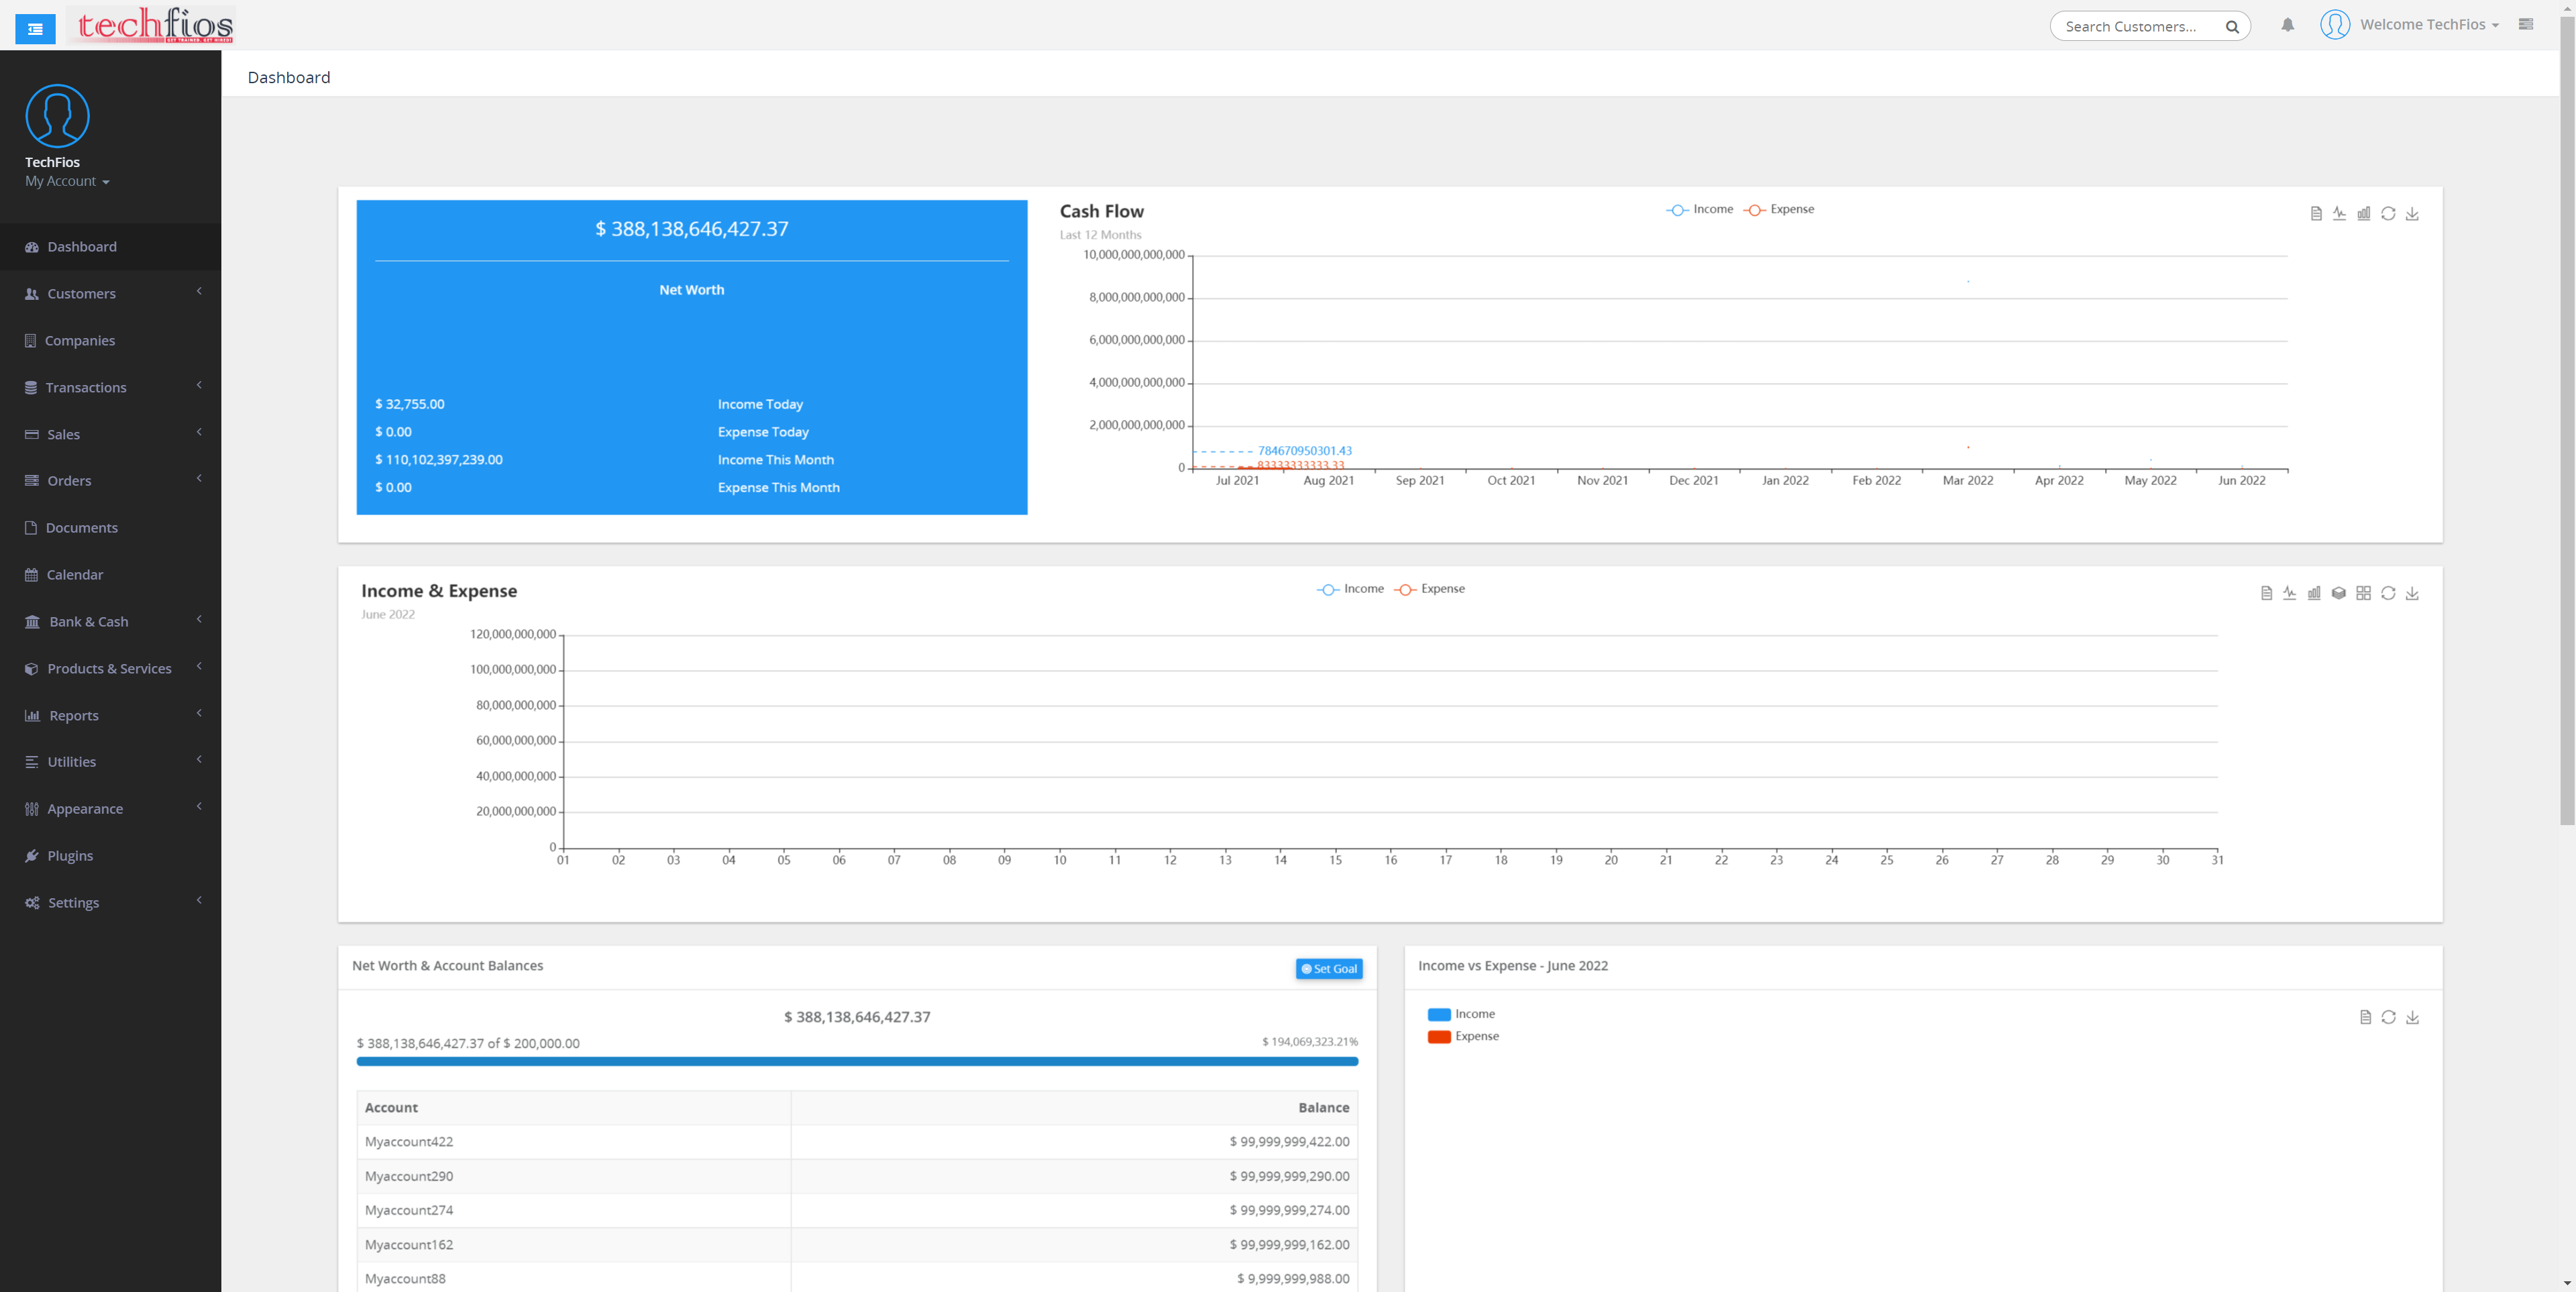 techfios
GET TRAINED. GET HIRED!
Search Customers...
Welcome TechFios
Dashboard
TechFios
My Account
Dashboard
Customers
Companies
Transactions
Sales
Orders
Documents
Calendar
Bank & Cash
Products & Services
Reports
Utilities
Appearance
Plugins
Settings
$ 388,138,646,427.37
Net Worth
$ 32,755.00 Income Today
$ 0.00 Expense Today
$ 110,102,397,239.00 Income This Month
$ 0.00 Expense This Month
Cash Flow
Last 12 Months
Income Expense
10,000,000,000,000
8,000,000,000,000
6,000,000,000,000
4,000,000,000,000
2,000,000,000,000
784670950301.43
83333333333.33
0
Jul 2021 Aug 2021 Sep 2021 Oct 2021 Nov 2021 Dec 2021 Jan 2022 Feb 2022 Mar 2022 Apr 2022 May 2022 Jun 2022
Income & Expense
June 2022
Income Expense
120,000,000,000
100,000,000,000
80,000,000,000
60,000,000,000
40,000,000,000
20,000,000,000
0
01 02 03 04 05 06 07 08 09 10 11 12 13 14 15 16 17 18 19 20 21 22 23 24 25 26 27 28 29 30 31
Net Worth & Account Balances
Set Goal
$ 388,138,646,427.37
$ 388,138,646,427.37 of $ 200,000.00
$ 194,069,323.21%
Account Balance
Myaccount422 $ 99,999,999,422.00
Myaccount290 $ 99,999,999,290.00
Myaccount274 $ 99,999,999,274.00
Myaccount162 $ 99,999,999,162.00
Myaccount88 $ 9,999,999,988.00
Income vs Expense - June 2022
Income
Expense